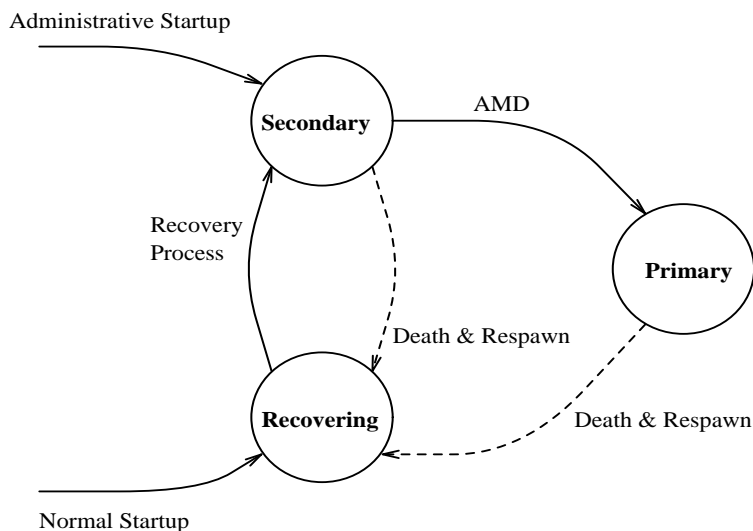 Administrative Startup
AMD
Secondary
Recovery
Process
Primary
Death & Respawn
Recovering
Death & Respawn
Normal Startup